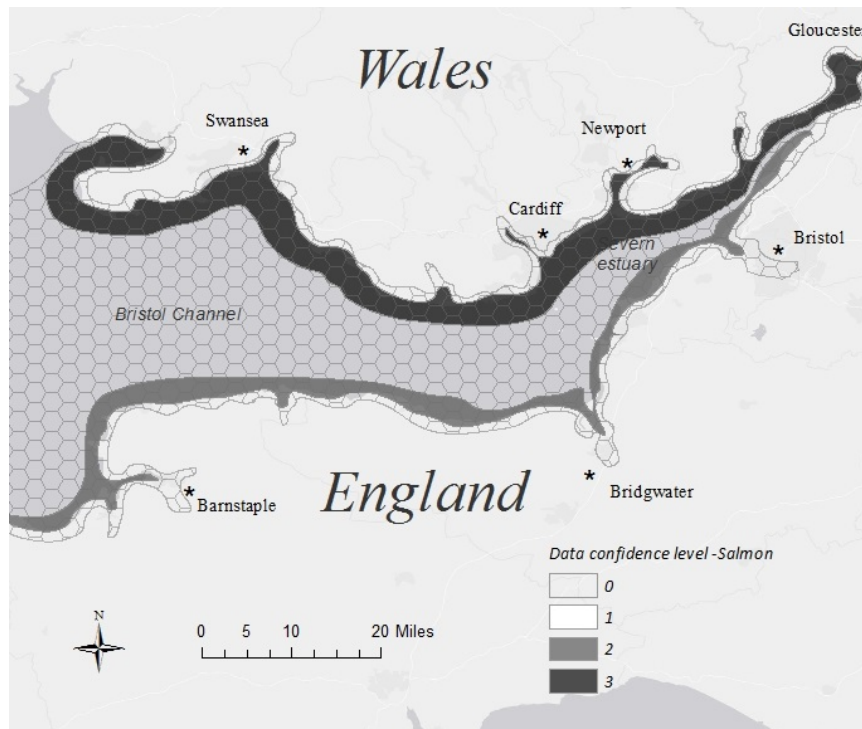 Gloucester
Wales
Swansea
*
Newport
*
Cardiff
*
Bristol
*
evern
estuary
Bristol Channel
England
*
Barnstaple
*
Bridgwater
Data confidence level -Salmon
0
1
2
3
N
0 5 10 20 Miles